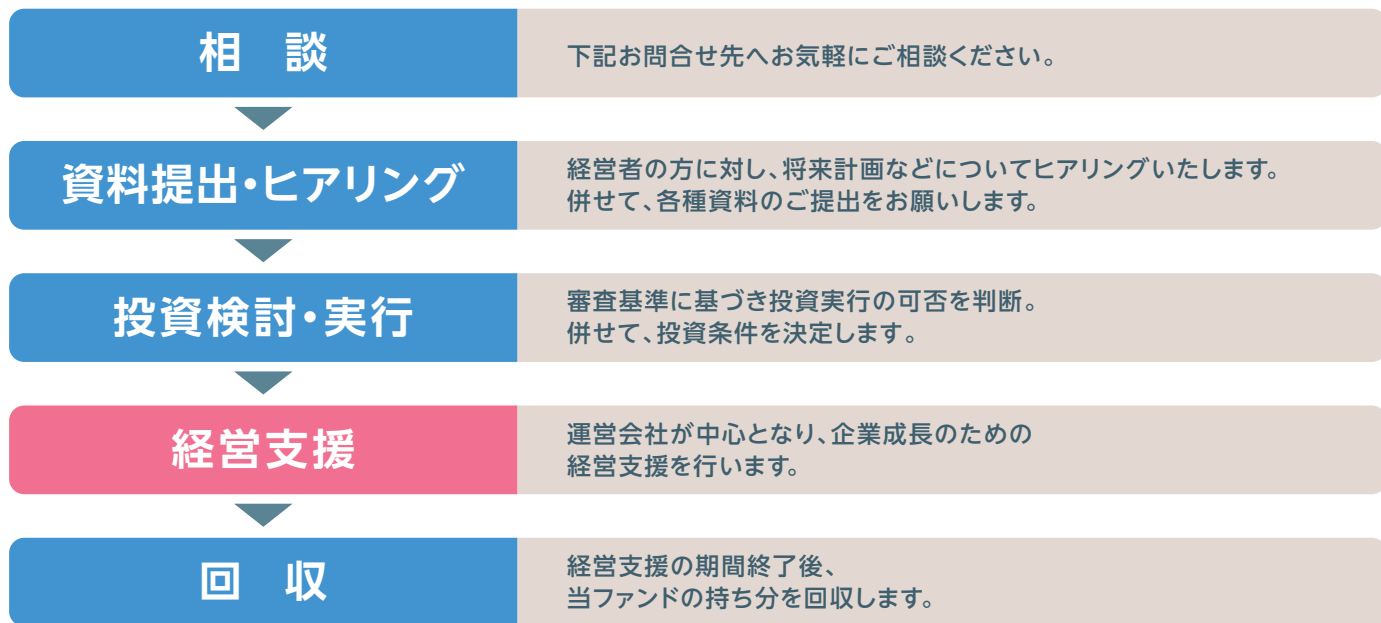 相　談
下記お問合せ先へお気軽にご相談ください。
資料提出・ヒアリング
経営者の方に対し、将来計画などについてヒアリングいたします。
併せて、各種資料のご提出をお願いします。
投資検討・実行
審査基準に基づき投資実行の可否を判断。
併せて、投資条件を決定します。
経営支援
運営会社が中心となり、企業成長のための
経営支援を行います。
回　収
経営支援の期間終了後、
当ファンドの持ち分を回収します。